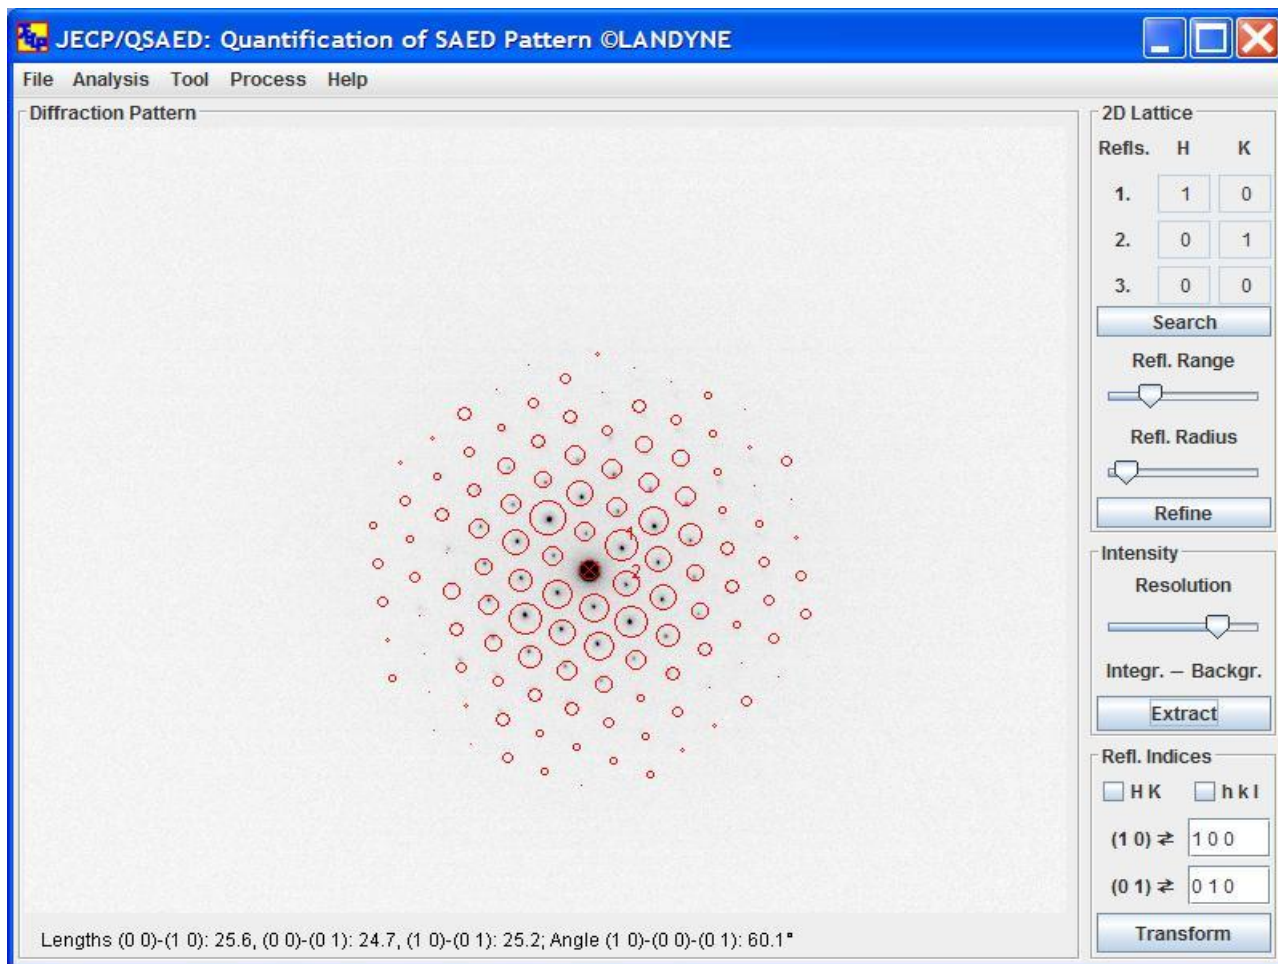 JECP/QSAED: Quantification of SAED Pattern ©LANDYNE
File Analysis Tool Process Help
Diffraction Pattern
1
2
Lengths (0 0)-(1 0): 25.6, (0 0)-(0 1): 24.7, (1 0)-(0 1): 25.2; Angle (1 0)-(0 0)-(0 1): 60.1°
2D Lattice
Refls. H K
1. 1 0
2. 0 1
3. 0 0
Search
Refl. Range
Refl. Radius
Refine
Intensity
Resolution
Integr. – Backgr.
Extract
Refl. Indices
H K h k l
(1 0) ⇄ 1 0 0
(0 1) ⇄ 0 1 0
Transform